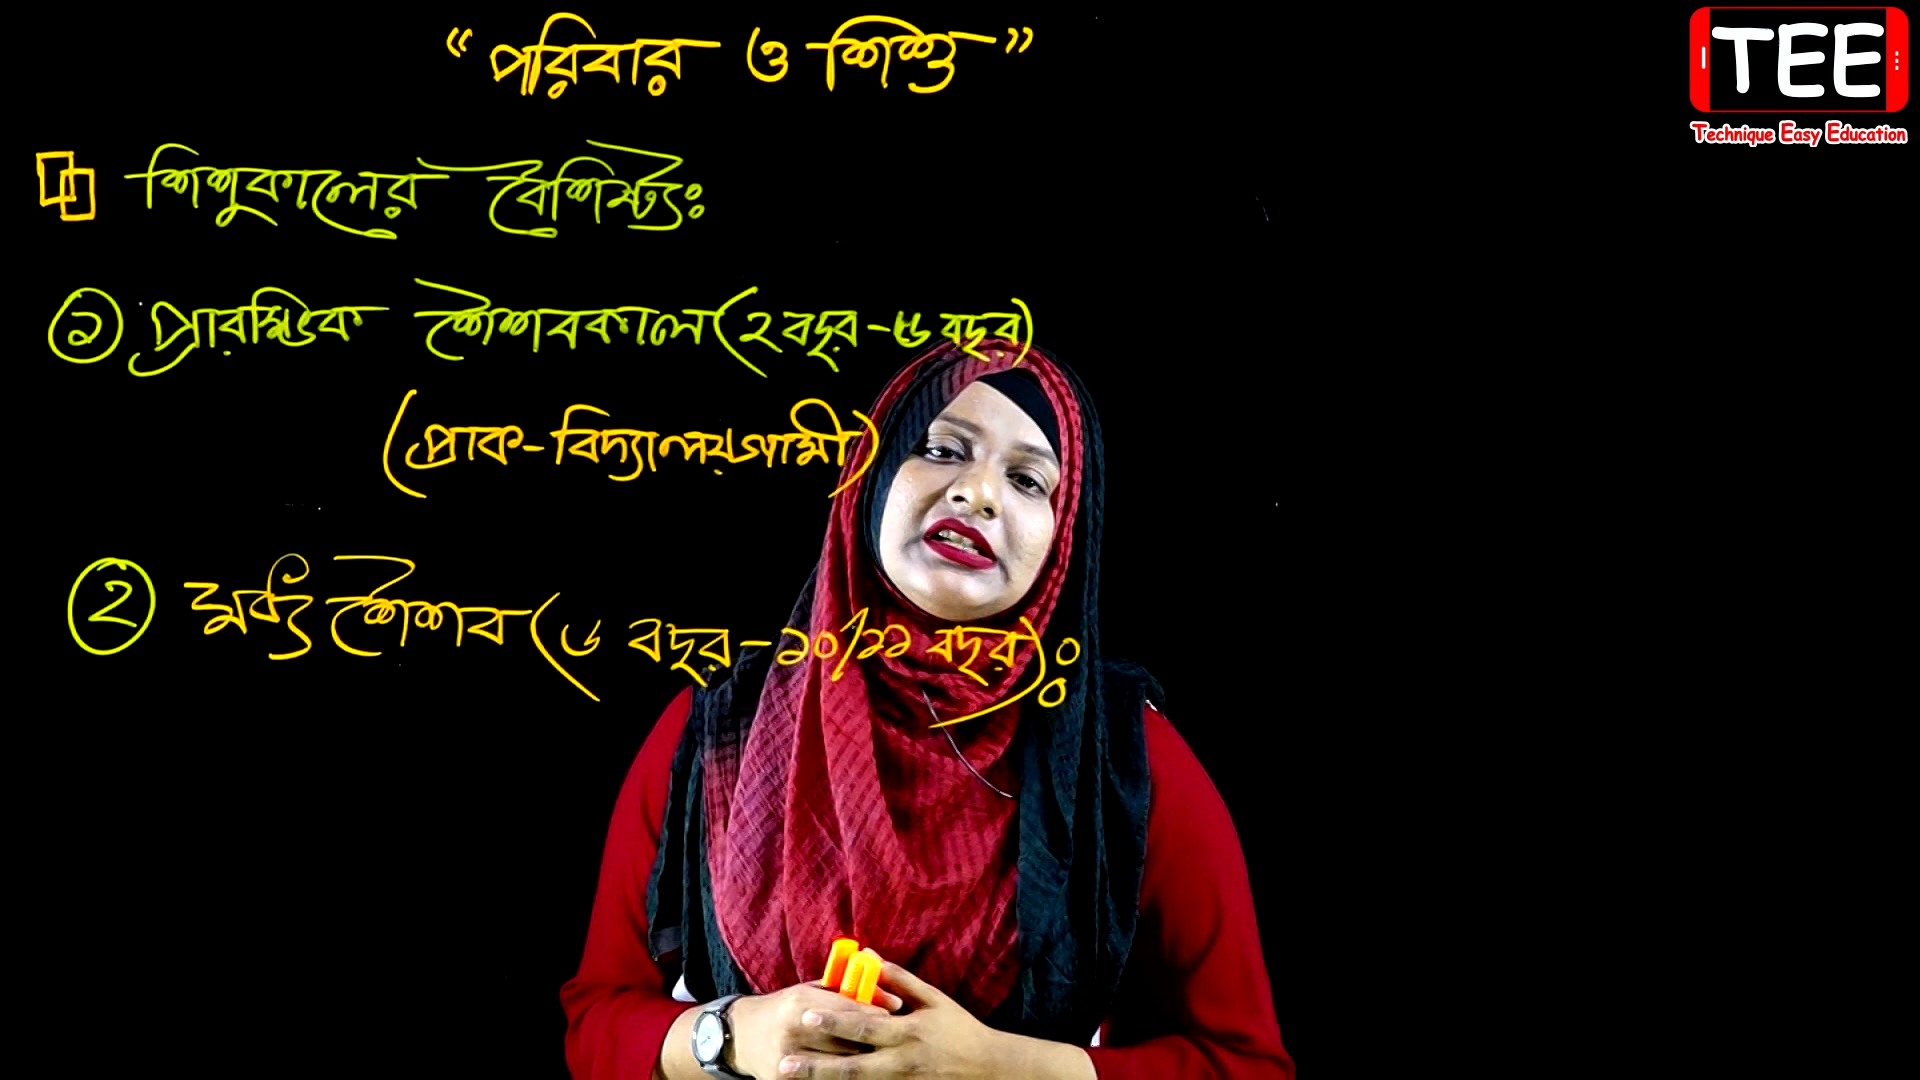 “পরিবার ও শিশু”
TEE
Technique Easy Education
শিশুকালের বৈশিষ্ট্যঃ
১ প্রারম্ভিক শৈশবকাল (২ বছর - ৬ বছর)
(প্রাক-বিদ্যালয়গামী)
২ মধ্য শৈশব (৬ বছর - ১০/১১ বছর):